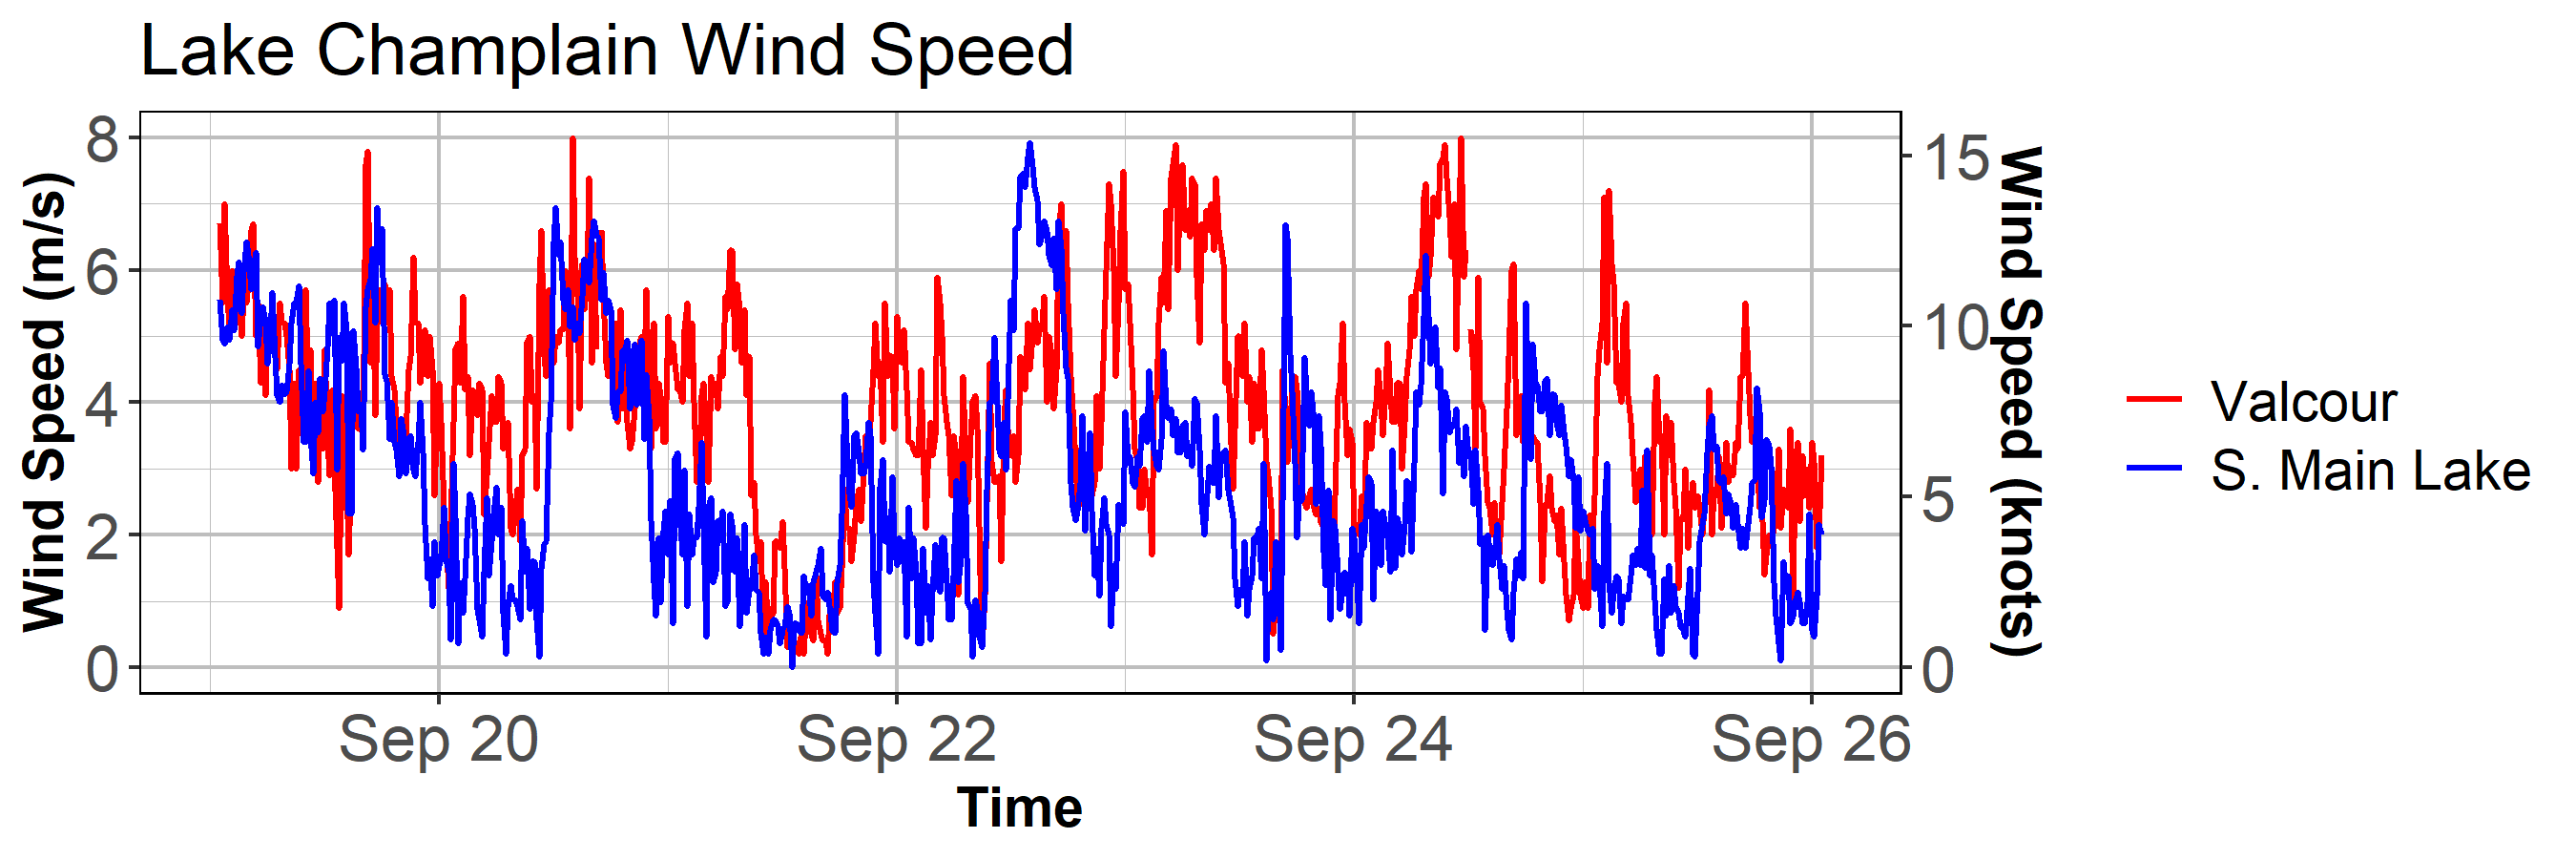 Lake Champlain Wind Speed
Wind Speed (m/s)
8
6
4
2
0
15
10
5
0
Wind Speed (knots)
Sep 20
Sep 22
Sep 24
Sep 26
Time
Valcour
S. Main Lake